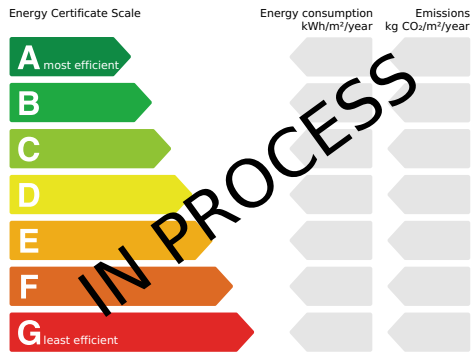 Energy Certificate Scale
Energy consumption
kWh/m²/year
Emissions
kg CO₂/m²/year
A most efficient
B
C
D
E
F
G least efficient
IN PROCESS